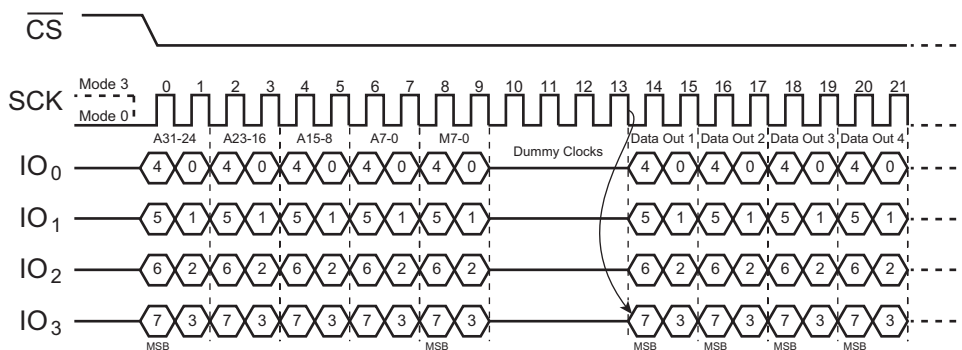 CS
Mode 3
SCK
Mode 0
0 1 2 3 4 5 6 7 8 9 10 11 12 13 14 15 16 17 18 19 20 21
A31-24 A23-16 A15-8 A7-0 M7-0 Dummy Clocks Data Out 1 Data Out 2 Data Out 3 Data Out 4
IO0 4 0 4 0 4 0 4 0 4 0 4 0 4 0 4 0 4 0
IO1 5 1 5 1 5 1 5 1 5 1 5 1 5 1 5 1 5 1
IO2 6 2 6 2 6 2 6 2 6 2 6 2 6 2 6 2 6 2
IO3 7 3 7 3 7 3 7 3 7 3 7 3 7 3 7 3 7 3
MSB MSB MSB MSB MSB MSB